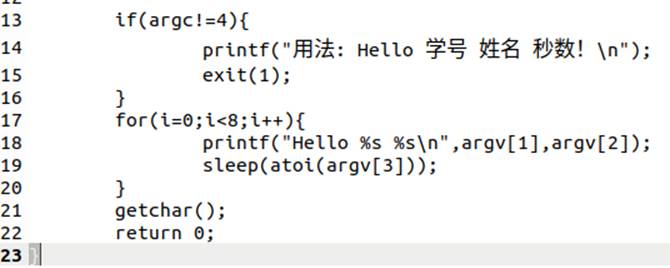 13 if(argc!=4){
14 printf("用法: Hello 学号 姓名 秒数! \n");
15 exit(1);
16 }
17 for(i=0;i<8;i++){
18 printf("Hello %s %s\n",argv[1],argv[2]);
19 sleep(atoi(argv[3]));
20 }
21 getchar();
22 return 0;
23 }